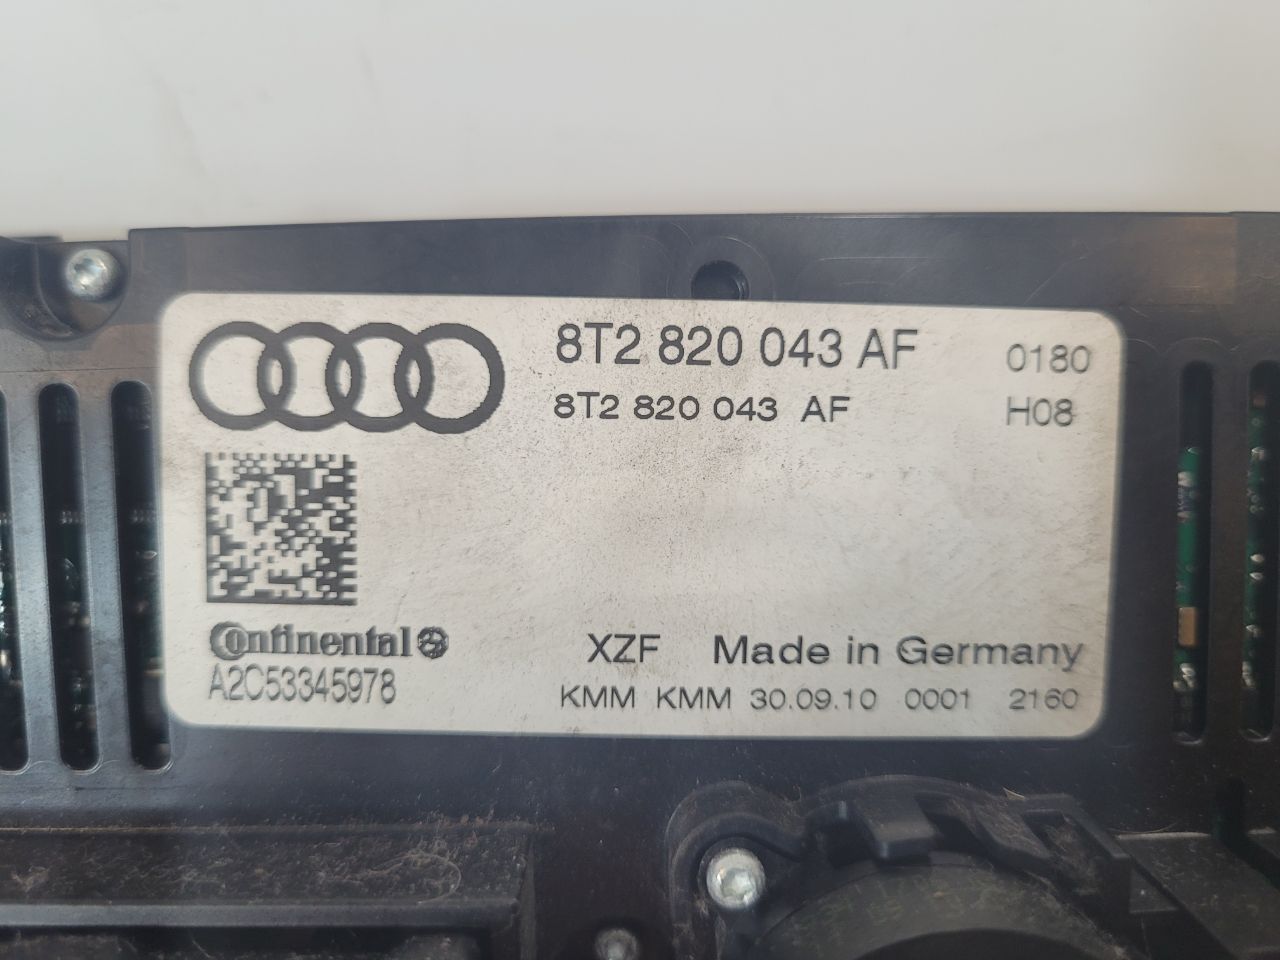 8T2 820 043 AF 0180
8T2 820 043 AF H08
Continental
XZF Made in Germany
A2C53345978
KMM KMM 30.09.10 0001 2160